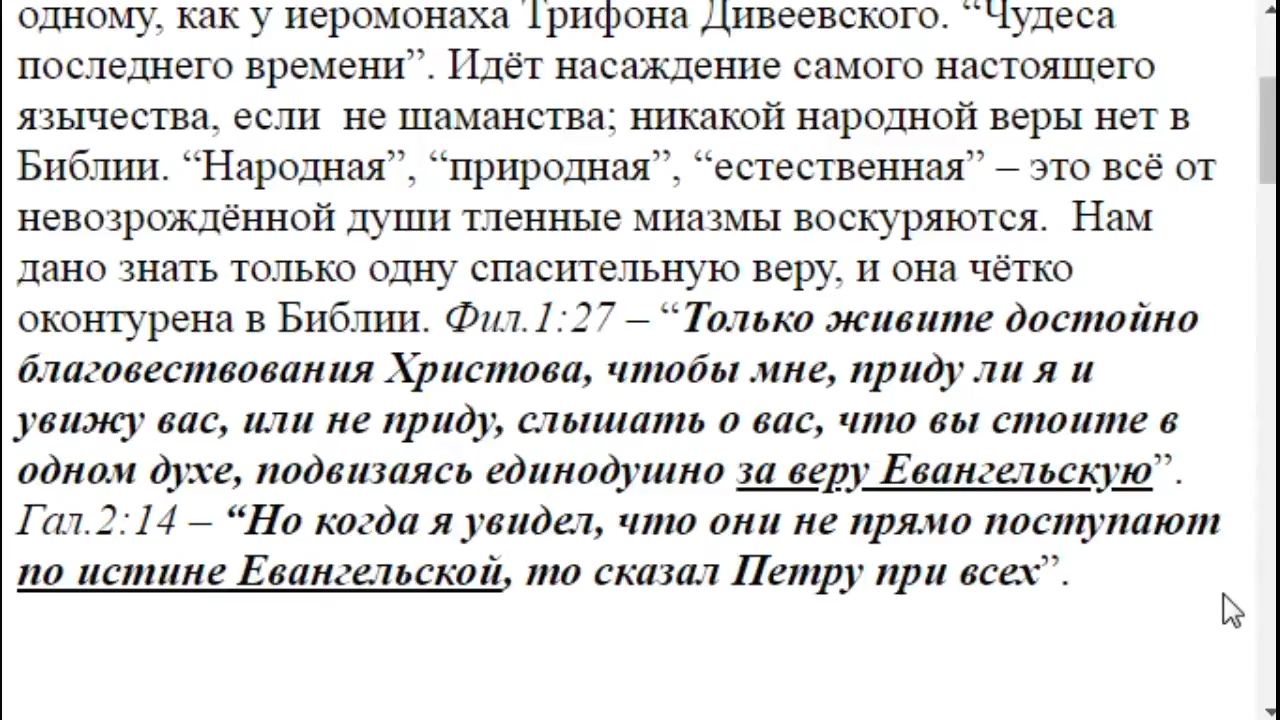 одному, как у иеромонаха Трифона Дивеевского. “Чудеса
последнего времени”. Идёт насаждение самого настоящего
язычества, если  не шаманства; никакой народной веры нет в
Библии. “Народная”, “природная”, “естественная” – это всё от
невозрождённой души тленные миазмы воскуряются.  Нам
дано знать только одну спасительную веру, и она чётко
оконтурена в Библии. Фил.1:27 – “Только живите достойно
благовествования Христова, чтобы мне, приду ли я и
увижу вас, или не приду, слышать о вас, что вы стоите в
одном духе, подвизаясь единодушно за веру Евангельскую”.
Гал.2:14 – “Но когда я увидел, что они не прямо поступают
по истине Евангельской, то сказал Петру при всех”.